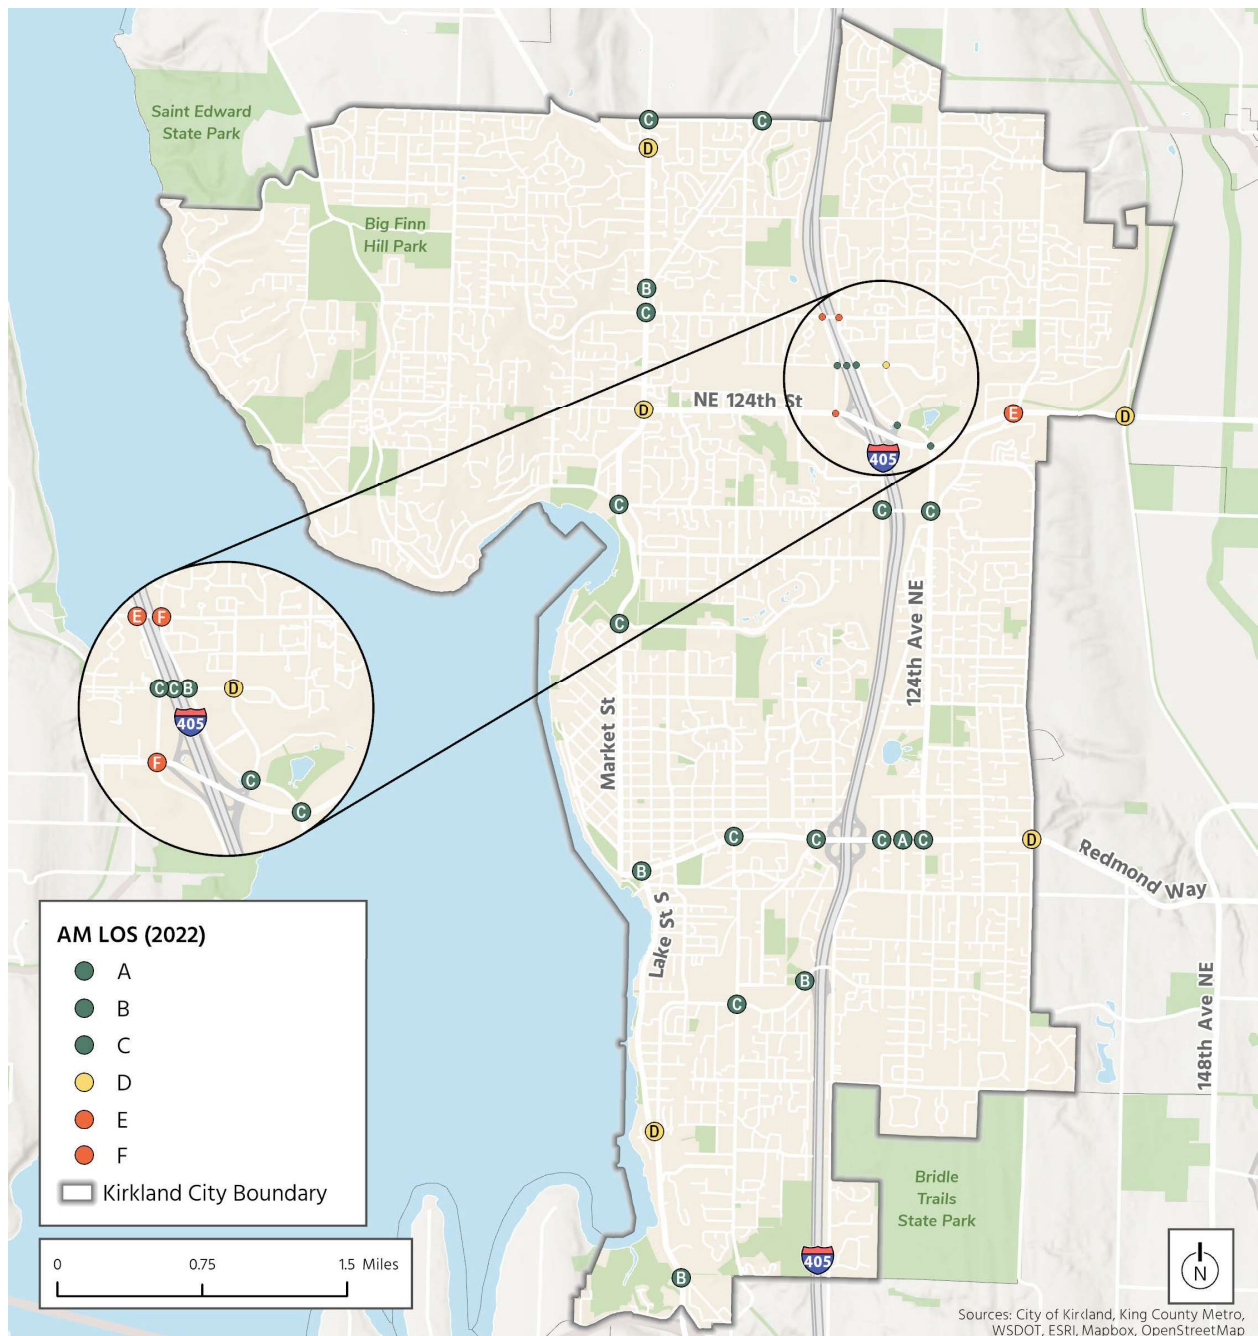 Saint Edward
State Park
C
C
D
Big Finn
Hill Park
B
C
D
NE 124th St
E
D
405
C
C
C
124th Ave NE
E
F
C
C
C
B
D
405
F
C
C
Market St
C
C
C
A
C
D
B
Redmond Way
Lake St S
B
C
148th Ave NE
D
Bridle
Trails
State Park
405
B
AM LOS (2022)
A
B
C
D
E
F
Kirkland City Boundary
0 0.75 1.5 Miles
N
Sources: City of Kirkland, King County Metro,
WSDOT, ESRI, Mapbox, OpenStreetMap